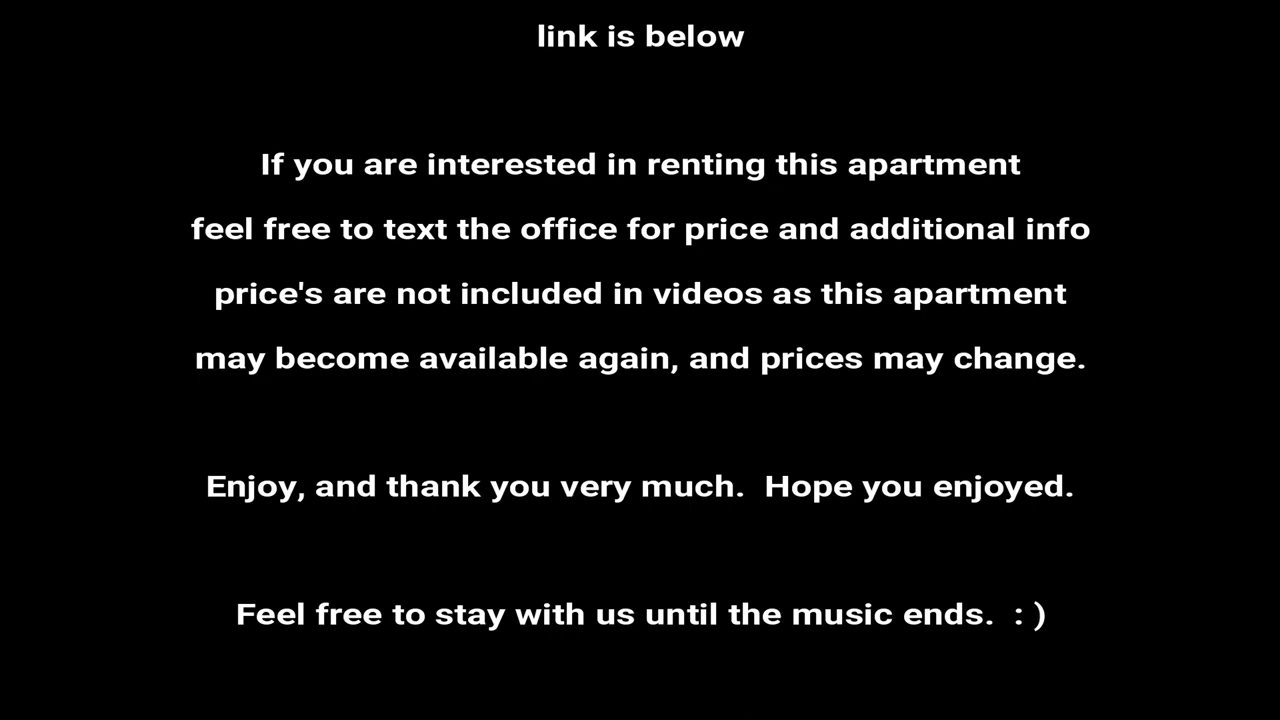 link is below
If you are interested in renting this apartment
feel free to text the office for price and additional info
price's are not included in videos as this apartment
may become available again, and prices may change.
Enjoy, and thank you very much.  Hope you enjoyed.
Feel free to stay with us until the music ends.  : )